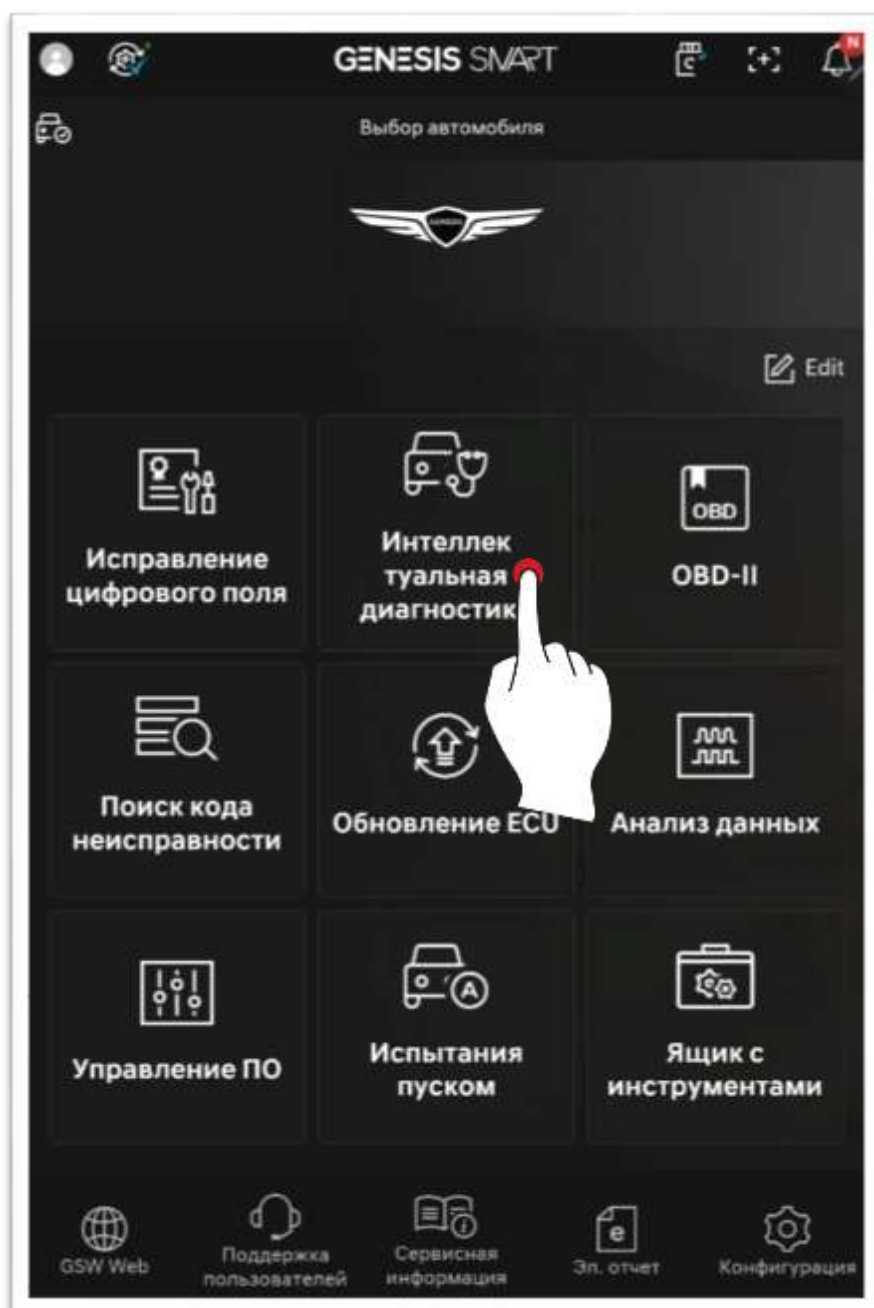 GENESIS SMART
N
C
Выбор автомобиля
GENESIS
Edit
Исправление
цифрового поля
Интеллек
туальная
диагностик
OBD
OBD-II
Поиск кода
неисправности
Обновление ECU
Анализ данных
Управление ПО
A
Испытания
пуском
Ящик с
инструментами
GSW Web
Поддержка
пользователей
i
Сервисная
информация
e
Эл. отчет
Конфигурация